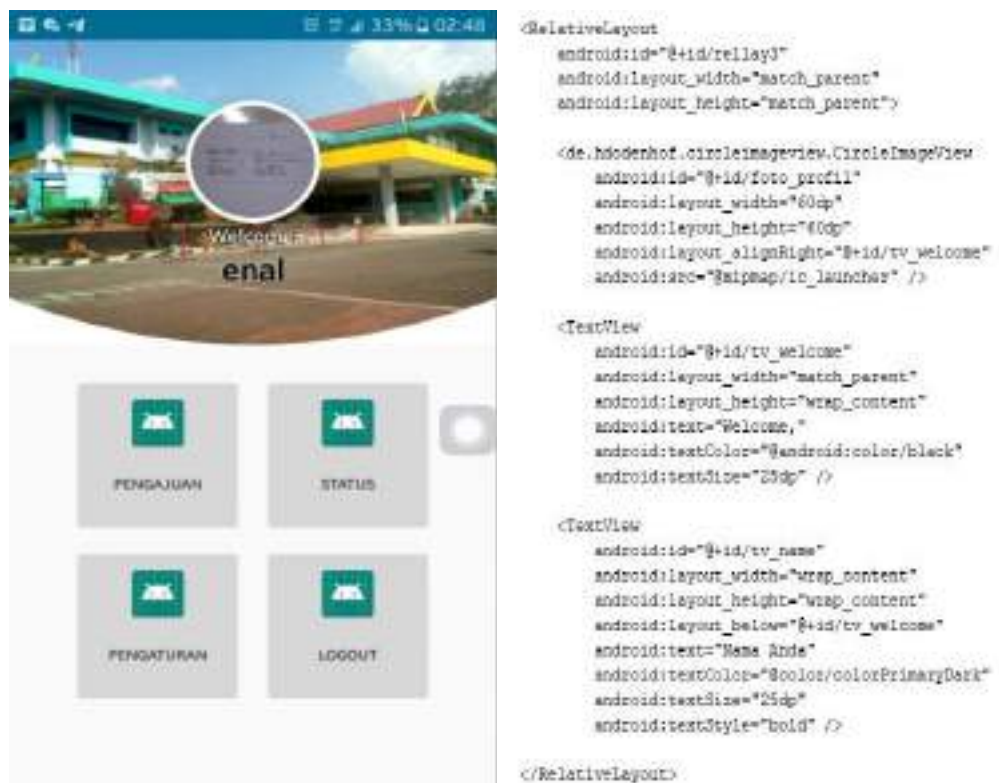 33% 02:48
Welcome,
enal
PENGAJUAN
STATUS
PENGATURAN
LOGOUT
<RelativeLayout
android:id="@+id/rellay3"
android:layout_width="match_parent"
android:layout_height="match_parent">
<de.hdodenhof.circleimageview.CircleImageView
android:id="@+id/foto_profil"
android:layout_width="60dp"
android:layout_height="60dp"
android:layout_alignRight="@+id/tv_welcome"
android:src="@mipmap/ic_launcher" />
<TextView
android:id="@+id/tv_welcome"
android:layout_width="match_parent"
android:layout_height="wrap_content"
android:text="Welcome,"
android:textColor="@android:color/black"
android:textSize="25dp" />
<TextView
android:id="@+id/tv_name"
android:layout_width="wrap_content"
android:layout_height="wrap_content"
android:layout_below="@+id/tv_welcome"
android:text="Nama Anda"
android:textColor="@color/colorPrimaryDark"
android:textSize="25dp"
android:textStyle="bold" />
</RelativeLayout>